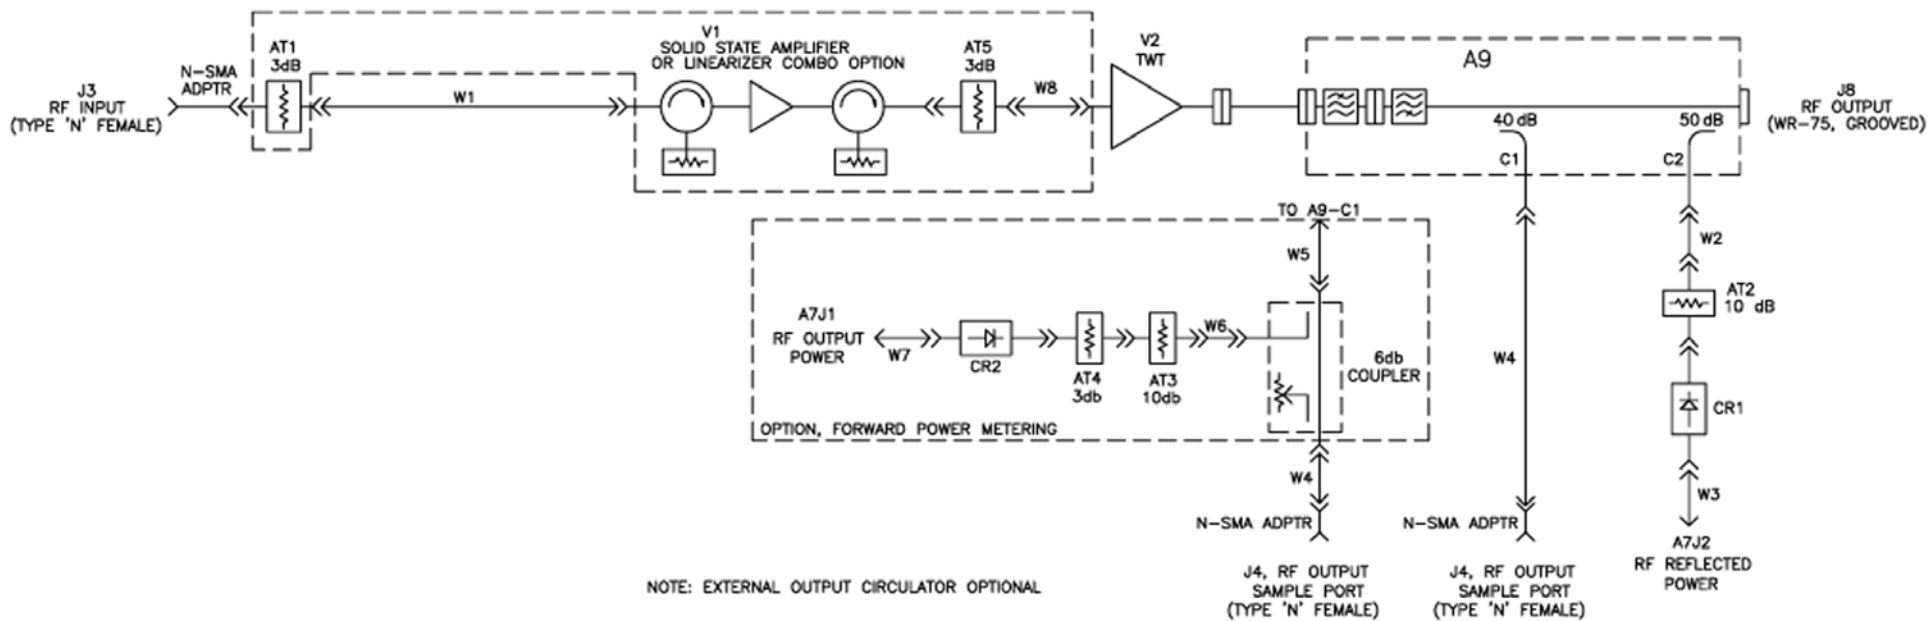 J3
RF INPUT
(TYPE 'N' FEMALE)
N-SMA
ADPTR
AT1
3dB
W1
V1
SOLID STATE AMPLIFIER
OR LINEARIZER COMBO OPTION
AT5
3dB
W8
V2
TWT
A9
40 dB
C1
50 dB
C2
J8
RF OUTPUT
(WR-75, GROOVED)
TO A9-C1
W5
A7J1
RF OUTPUT
POWER
W7
CR2
AT4
3db
AT3
10db
W6
6db
COUPLER
OPTION, FORWARD POWER METERING
W4
N-SMA ADPTR
J4, RF OUTPUT
SAMPLE PORT
(TYPE 'N' FEMALE)
W4
N-SMA ADPTR
J4, RF OUTPUT
SAMPLE PORT
(TYPE 'N' FEMALE)
W2
AT2
10 dB
CR1
W3
A7J2
RF REFLECTED
POWER
NOTE: EXTERNAL OUTPUT CIRCULATOR OPTIONAL